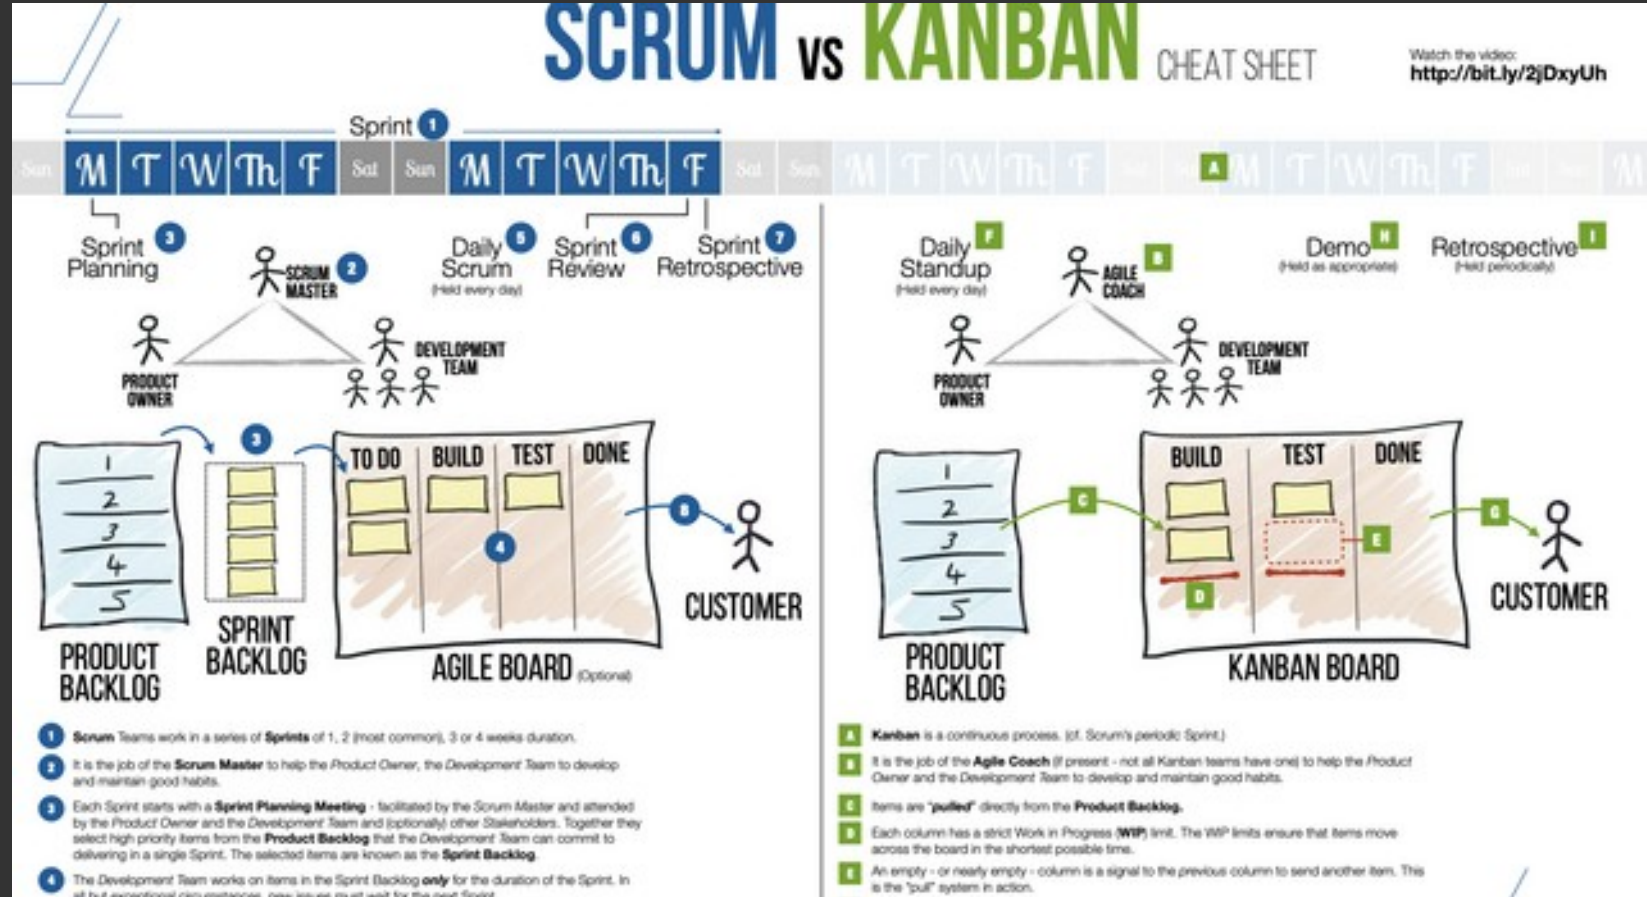 SCRUM VS KANBAN CHEAT SHEET
Watch the video:
http://bit.ly/2jDxyUh
Sprint 1
Sun M T W Th F Sat Sun M T W Th F Sat Sun M T W Th F Sat Su A M T W Th F Sat Sun M
Sprint 3
Planning
SCRUM 2
MASTER
Daily 5
Scrum
(Held every day)
Sprint 6
Review
Sprint 7
Retrospective
PRODUCT
OWNER
DEVELOPMENT
TEAM
3
1
2
3
4
5
PRODUCT
BACKLOG
SPRINT
BACKLOG
TO DO BUILD TEST DONE
4
8
AGILE BOARD (Optional)
CUSTOMER
Daily F
Standup
(Held every day)
AGILE B
COACH
Demo H
(Held as appropriate)
Retrospective I
(Held periodically)
PRODUCT
OWNER
DEVELOPMENT
TEAM
1
2
3
4
5
PRODUCT
BACKLOG
C
BUILD TEST DONE
D
E
G
KANBAN BOARD
CUSTOMER
1 Scrum Teams work in a series of Sprints of 1, 2 (most common), 3 or 4 weeks duration.
2 It is the job of the Scrum Master to help the Product Owner, the Development Team to develop
and maintain good habits.
3 Each Sprint starts with a Sprint Planning Meeting - facilitated by the Scrum Master and attended
by the Product Owner and the Development Team and (optionally) other Stakeholders. Together they
select high priority items from the Product Backlog that the Development Team can commit to
delivering in a single Sprint. The selected items are known as the Sprint Backlog.
4 The Development Team works on items in the Sprint Backlog only for the duration of the Sprint. In
all but exceptional circumstances, new issues must wait for the next Sprint.
A Kanban is a continuous process. (cf. Scrum's periodic Sprint.)
B It is the job of the Agile Coach (if present - not all Kanban teams have one) to help the Product
Owner and the Development Team to develop and maintain good habits.
C Items are "pulled" directly from the Product Backlog.
D Each column has a strict Work in Progress (WIP) limit. The WIP limits ensure that items move
across the board in the shortest possible time.
E An empty - or nearly empty - column is a signal to the previous column to send another item. This
is the "pull" system in action.